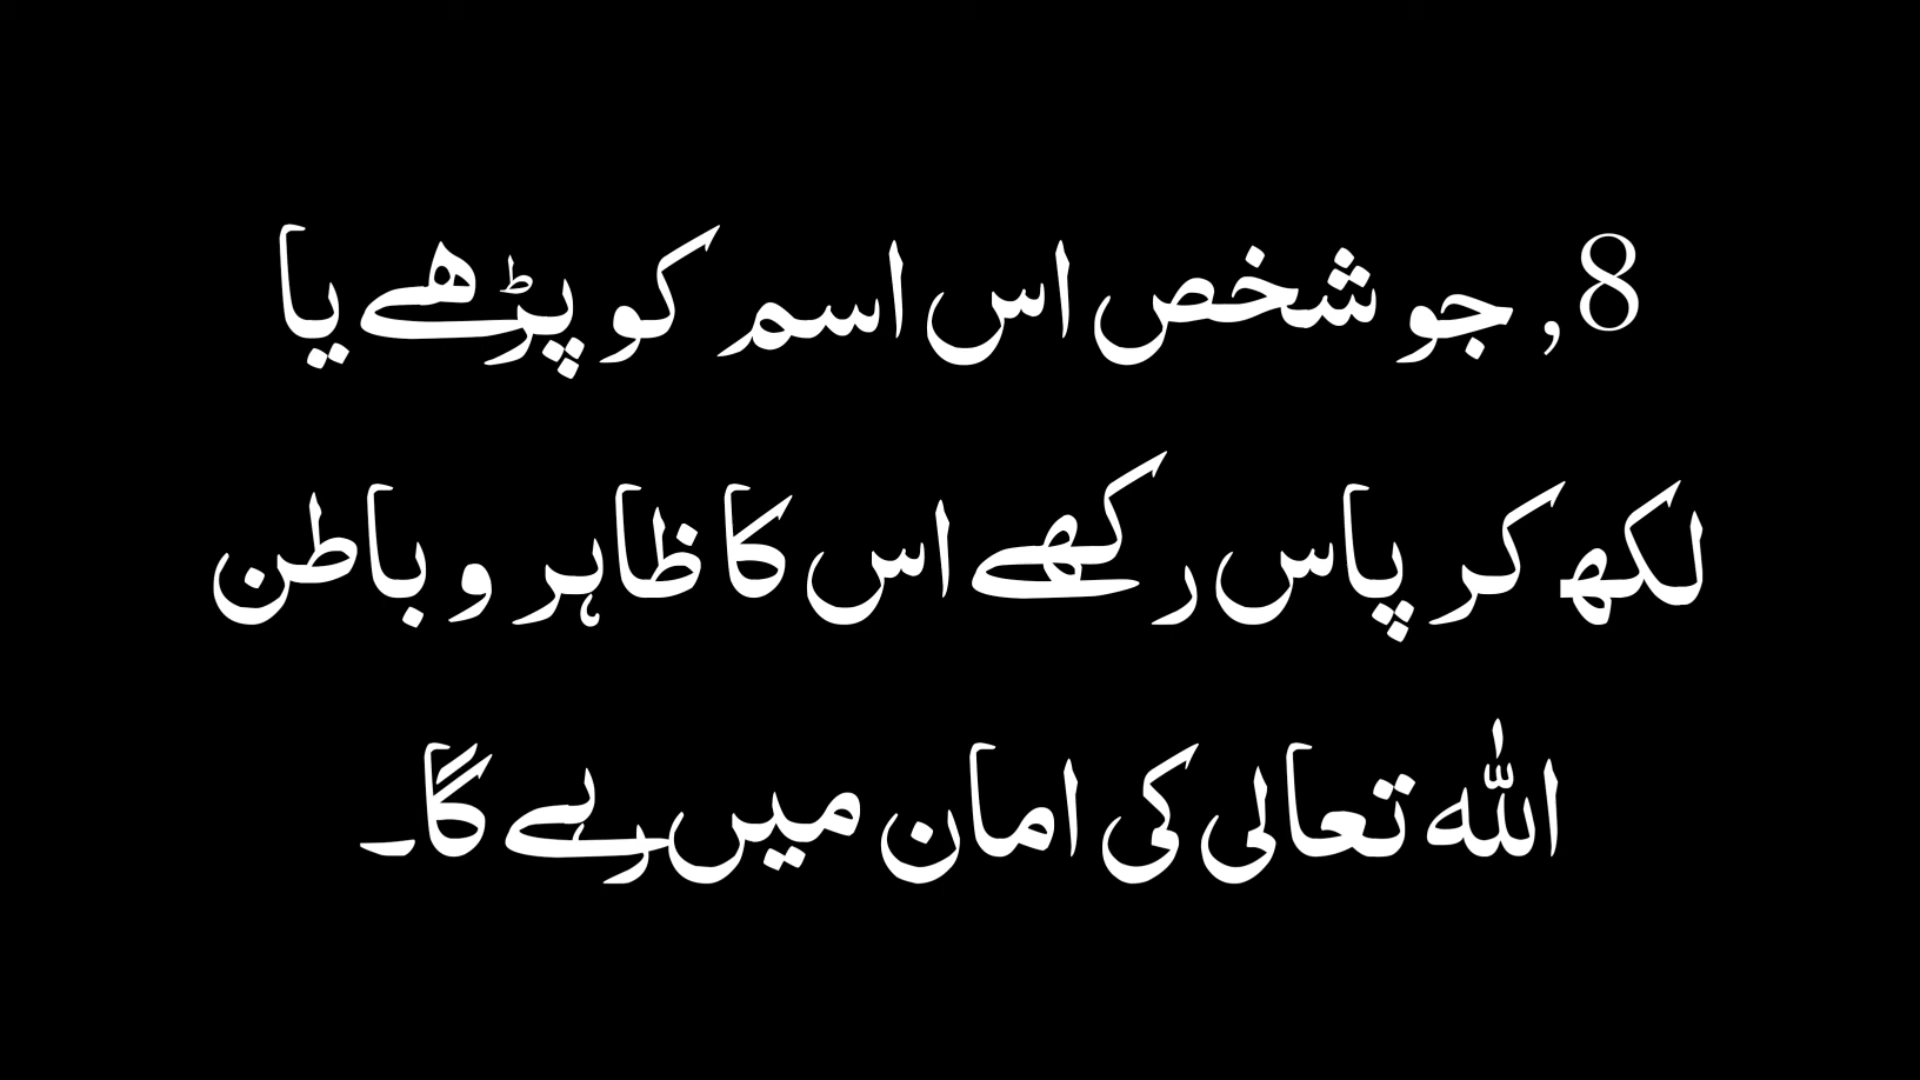 8, جو شخص اس اسم کو پڑھے یا
لکھ کر پاس رکھے اس کا ظاہر و باطن
اللہ تعالی کی امان میں رہے گا۔